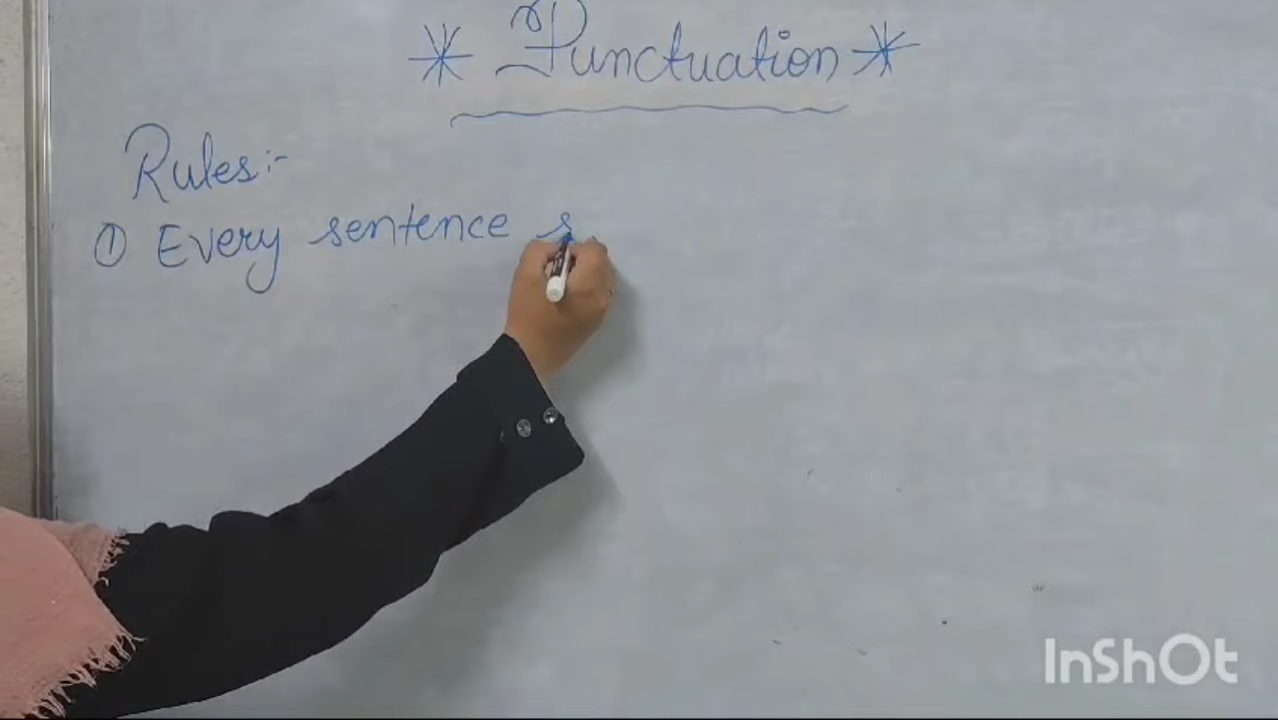 * Punctuation *
Rules:-
① Every sentence s
InShOt